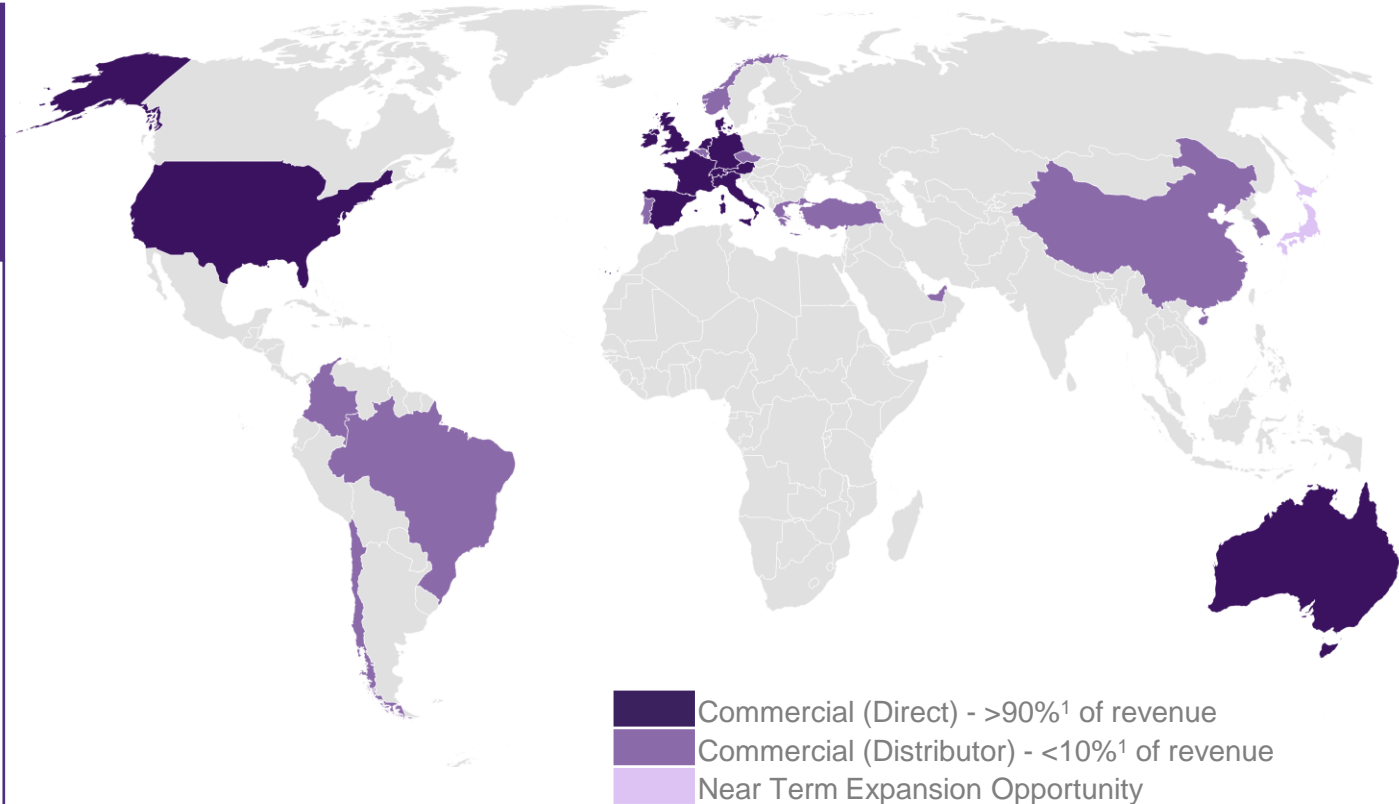 Commercial (Direct) - >90%¹ of revenue
Commercial (Distributor) - <10%¹ of revenue
Near Term Expansion Opportunity